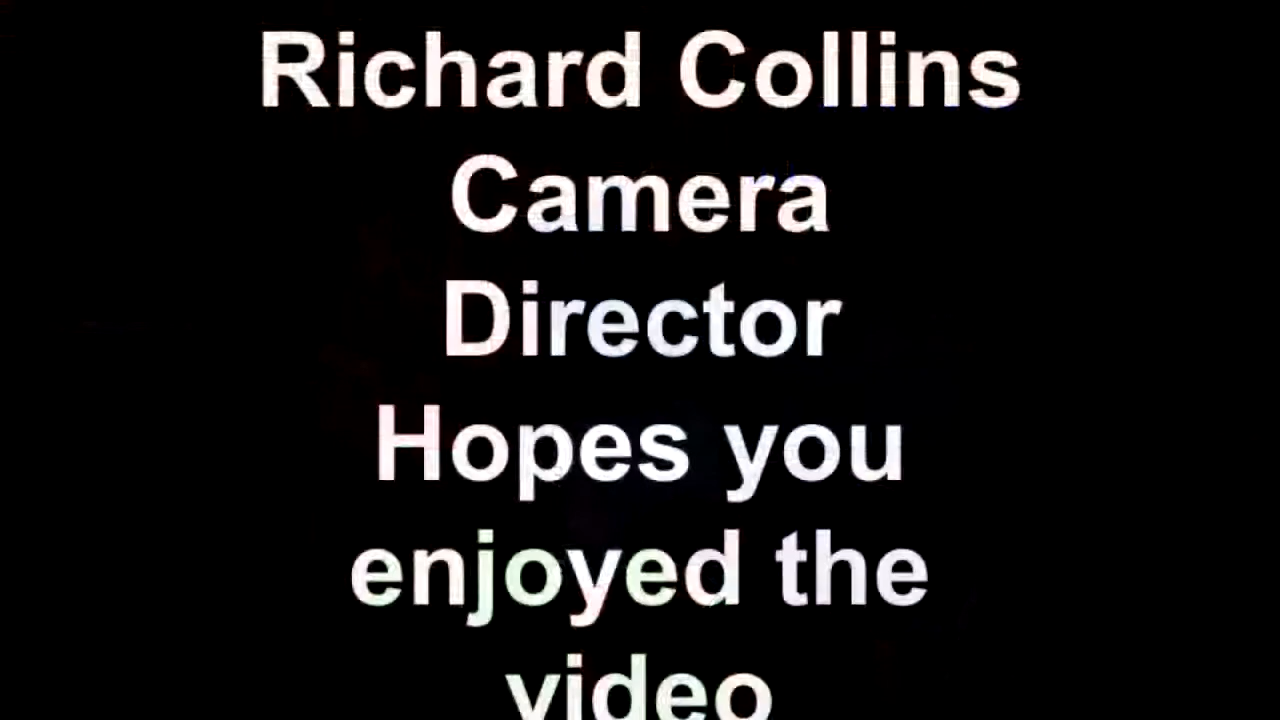 Richard Collins
Camera
Director
Hopes you
enjoyed the
video